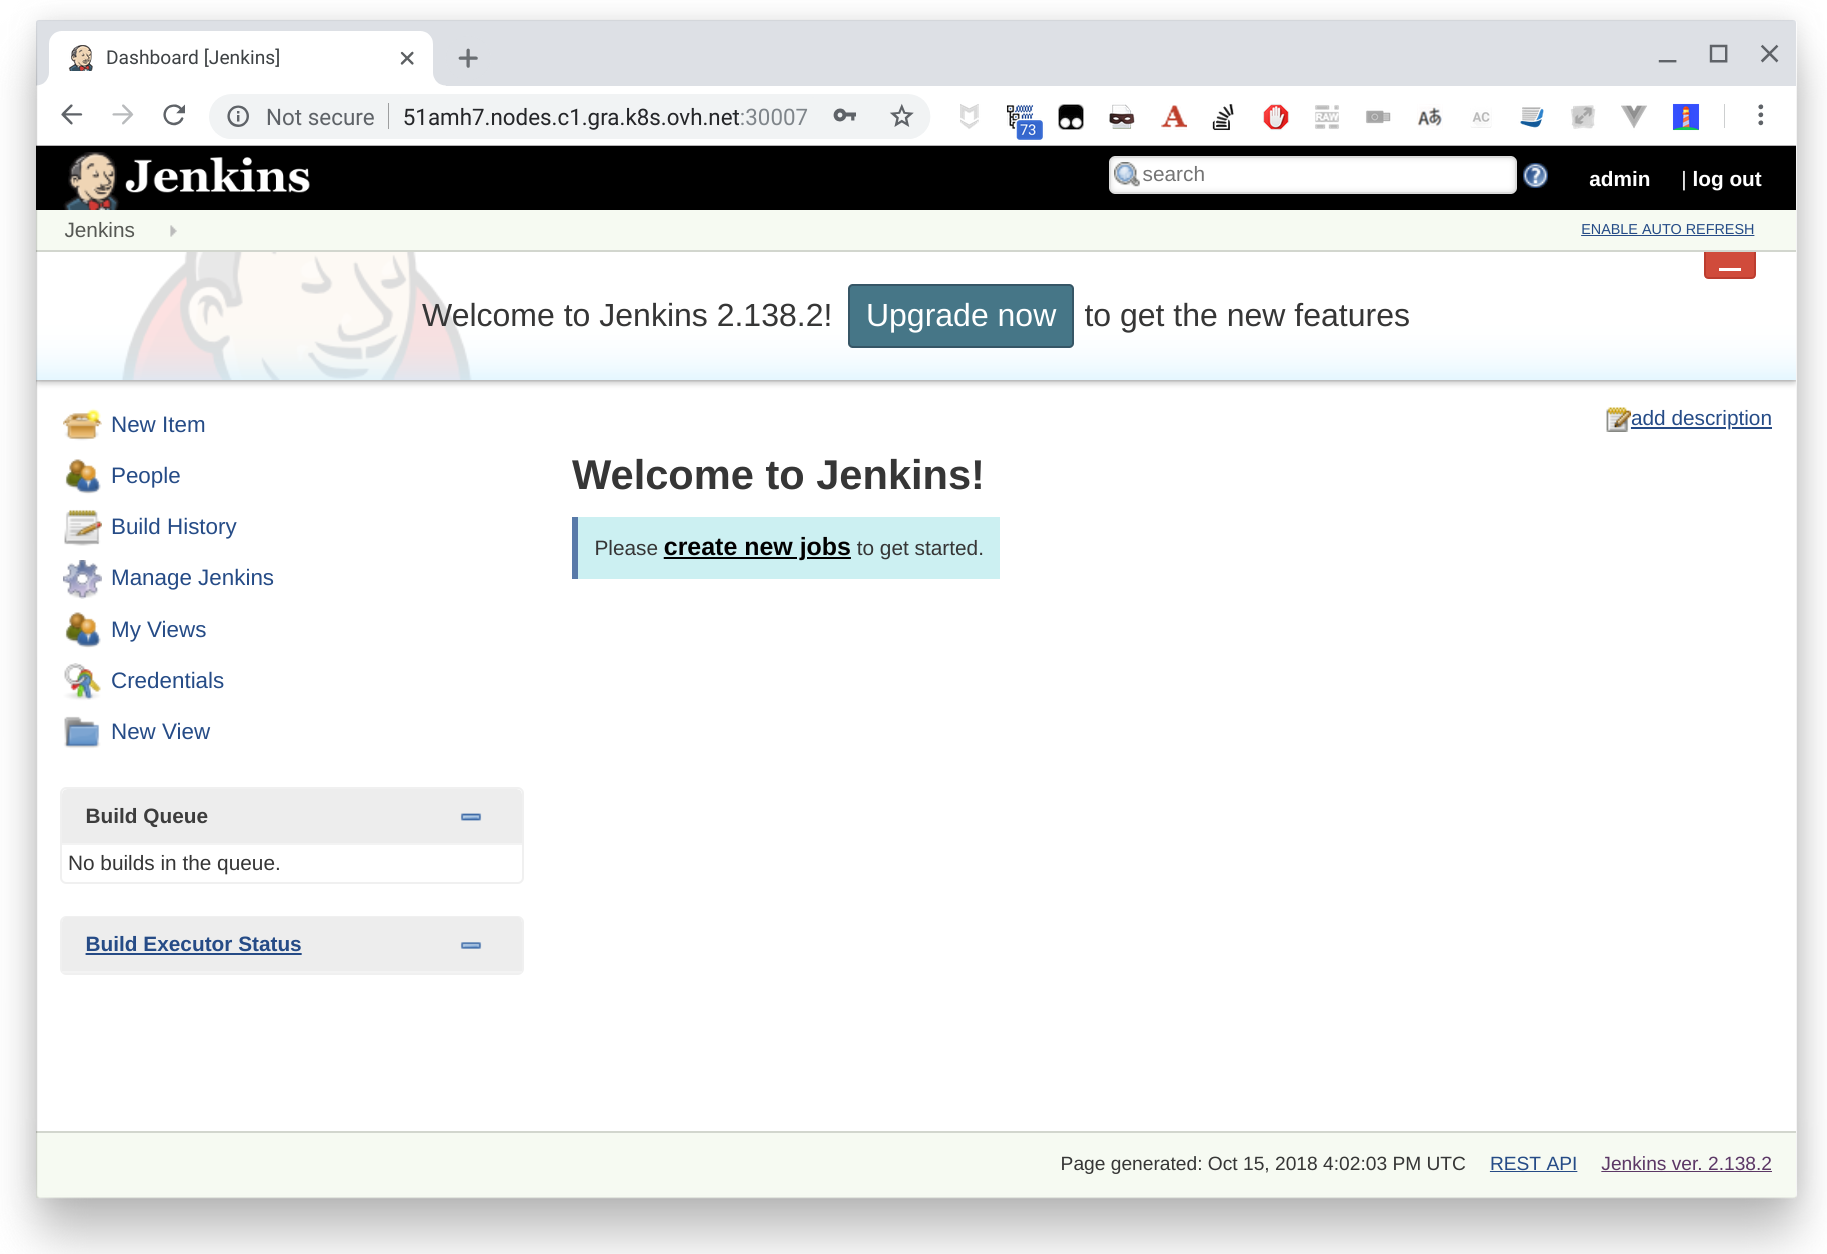 Dashboard [Jenkins]
Not secure 51amh7.nodes.c1.gra.k8s.ovh.net:30007
73
A
RAW
Aあ
AC
Jenkins
search
?
admin | log out
Jenkins
ENABLE AUTO REFRESH
Welcome to Jenkins 2.138.2! Upgrade now to get the new features
New Item
add description
People
Welcome to Jenkins!
Build History
Please create new jobs to get started.
Manage Jenkins
My Views
Credentials
New View
Build Queue
No builds in the queue.
Build Executor Status
Page generated: Oct 15, 2018 4:02:03 PM UTC REST API Jenkins ver. 2.138.2